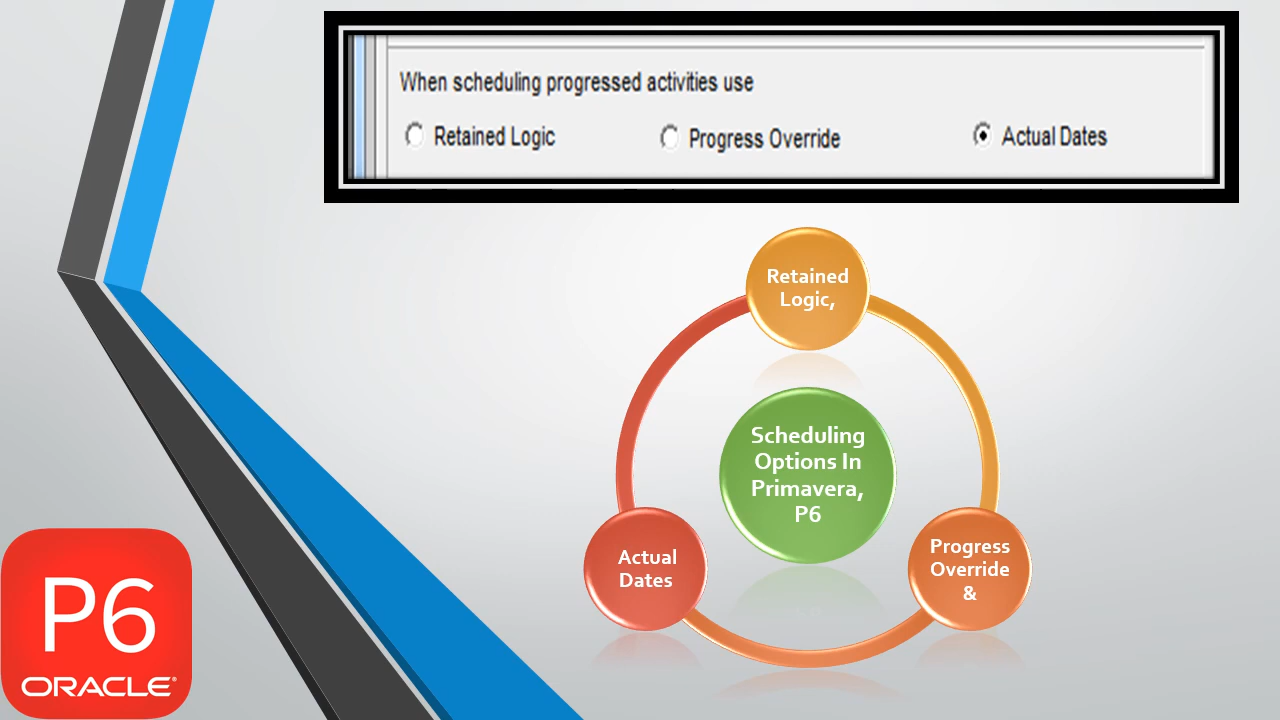 When scheduling progressed activities use
Retained Logic
Progress Override
Actual Dates
Retained
Logic,
Scheduling
Options In
Primavera,
P6
Actual
Dates
Progress
Override
&
P6
ORACLE®